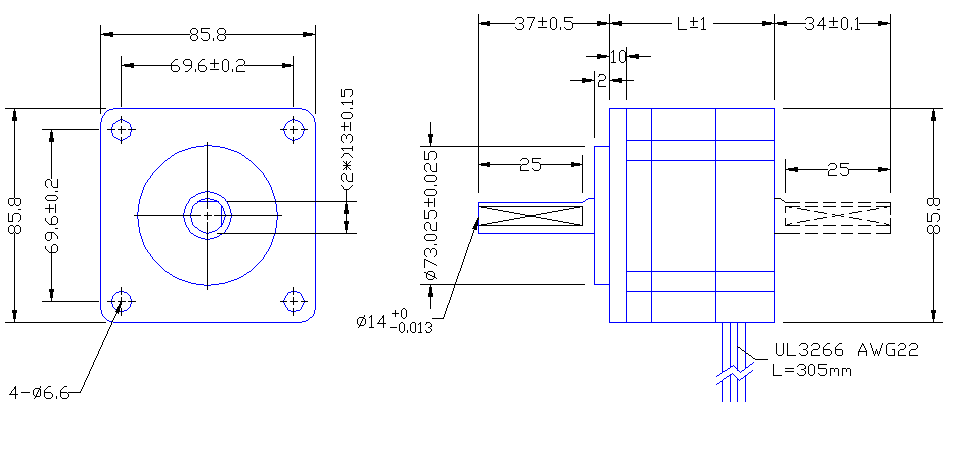 85.8
69.6±0.2
(2*)13±0.15
85.8
69.6±0.2
4-Ø6.6
37±0.5
L±1
34±0.1
10
2
25
25
Ø73.025±0.025
85.8
Ø14 +0
-0.013
UL3266 AWG22
L=305mm